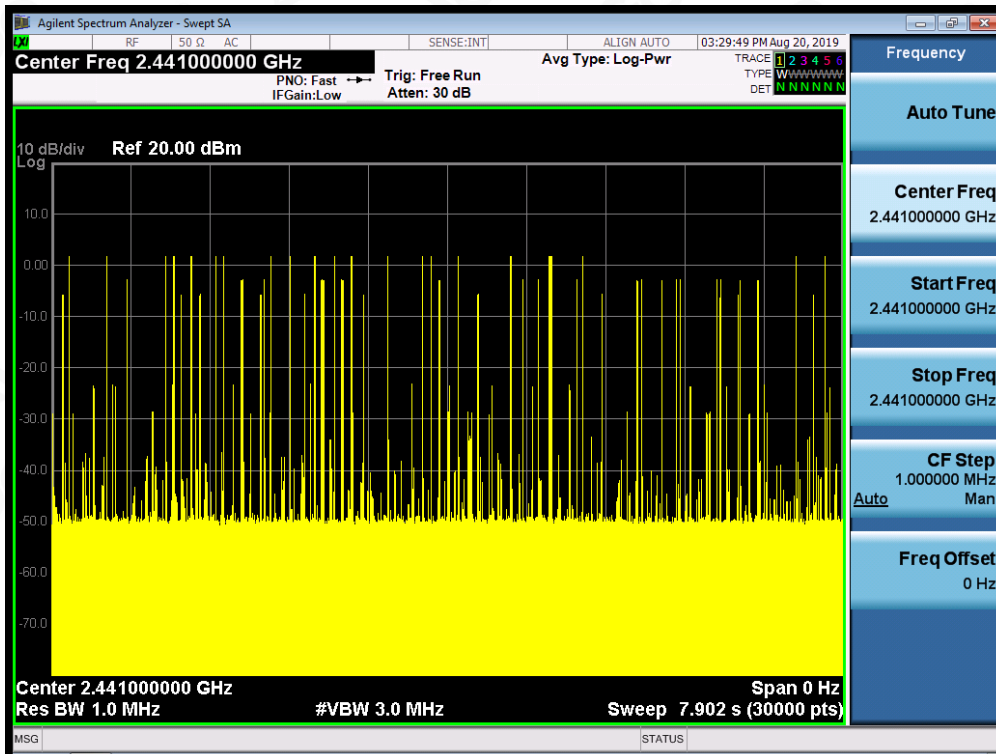 Agilent Spectrum Analyzer - Swept SA
LXI RF 50 Ω AC SENSE:INT ALIGN AUTO 03:29:49 PM Aug 20, 2019
Center Freq 2.441000000 GHz
PNO: Fast
IFGain:Low
Trig: Free Run
Atten: 30 dB
Avg Type: Log-Pwr
TRACE 1 2 3 4 5 6
TYPE WWWWWW
DET N N N N N N
10 dB/div Ref 20.00 dBm
Log
10.0
0.00
-10.0
-20.0
-30.0
-40.0
-50.0
-60.0
-70.0
Center 2.441000000 GHz Span 0 Hz
Res BW 1.0 MHz #VBW 3.0 MHz Sweep 7.902 s (30000 pts)
MSG STATUS
Frequency
Auto Tune
Center Freq
2.441000000 GHz
Start Freq
2.441000000 GHz
Stop Freq
2.441000000 GHz
CF Step
1.000000 MHz
Auto Man
Freq Offset
0 Hz